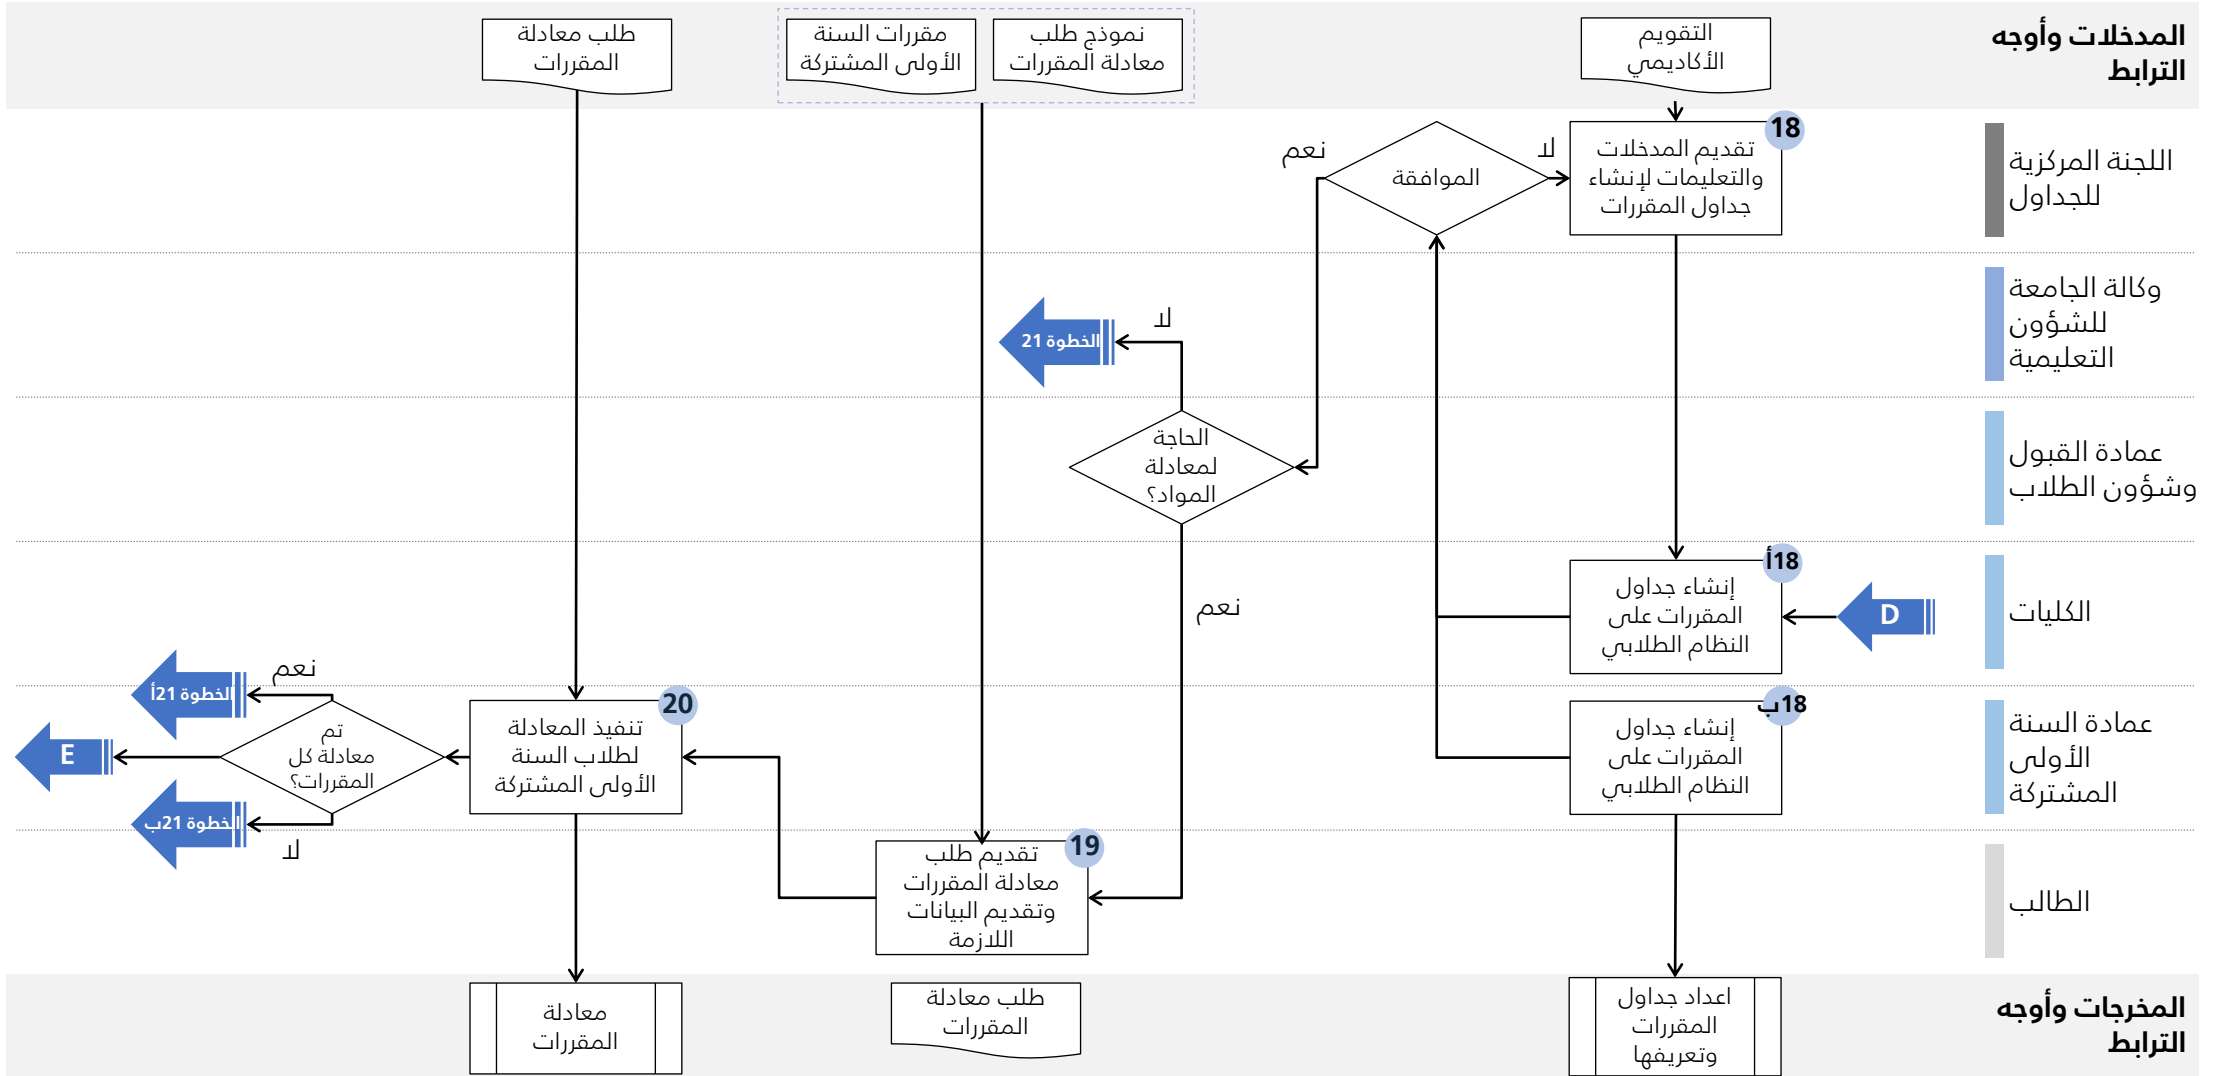 المدخلات وأوجه
الترابط
التقويم
الأكاديمي
نموذج طلب
معادلة المقررات
مقررات السنة
الأولى المشتركة
طلب معادلة
المقررات
اللجنة المركزية
للجداول
18
تقديم المدخلات
والتعليمات لإنشاء
جداول المقررات
لا
الموافقة
نعم
وكالة الجامعة
للشؤون
التعليمية
لا
الخطوة 21
عمادة القبول
وشؤون الطلاب
الحاجة
لمعادلة
المواد؟
نعم
الكليات
D
18أ
إنشاء جداول
المقررات على
النظام الطلابي
عمادة السنة
الأولى
المشتركة
18ب
إنشاء جداول
المقررات على
النظام الطلابي
20
تنفيذ المعادلة
لطلاب السنة
الأولى المشتركة
تم
معادلة كل
المقررات؟
نعم
الخطوة 21أ
E
الخطوة 21ب
لا
الطالب
19
تقديم طلب
معادلة المقررات
وتقديم البيانات
اللازمة
المخرجات وأوجه
الترابط
اعداد جداول
المقررات
وتعريفها
طلب معادلة
المقررات
معادلة
المقررات